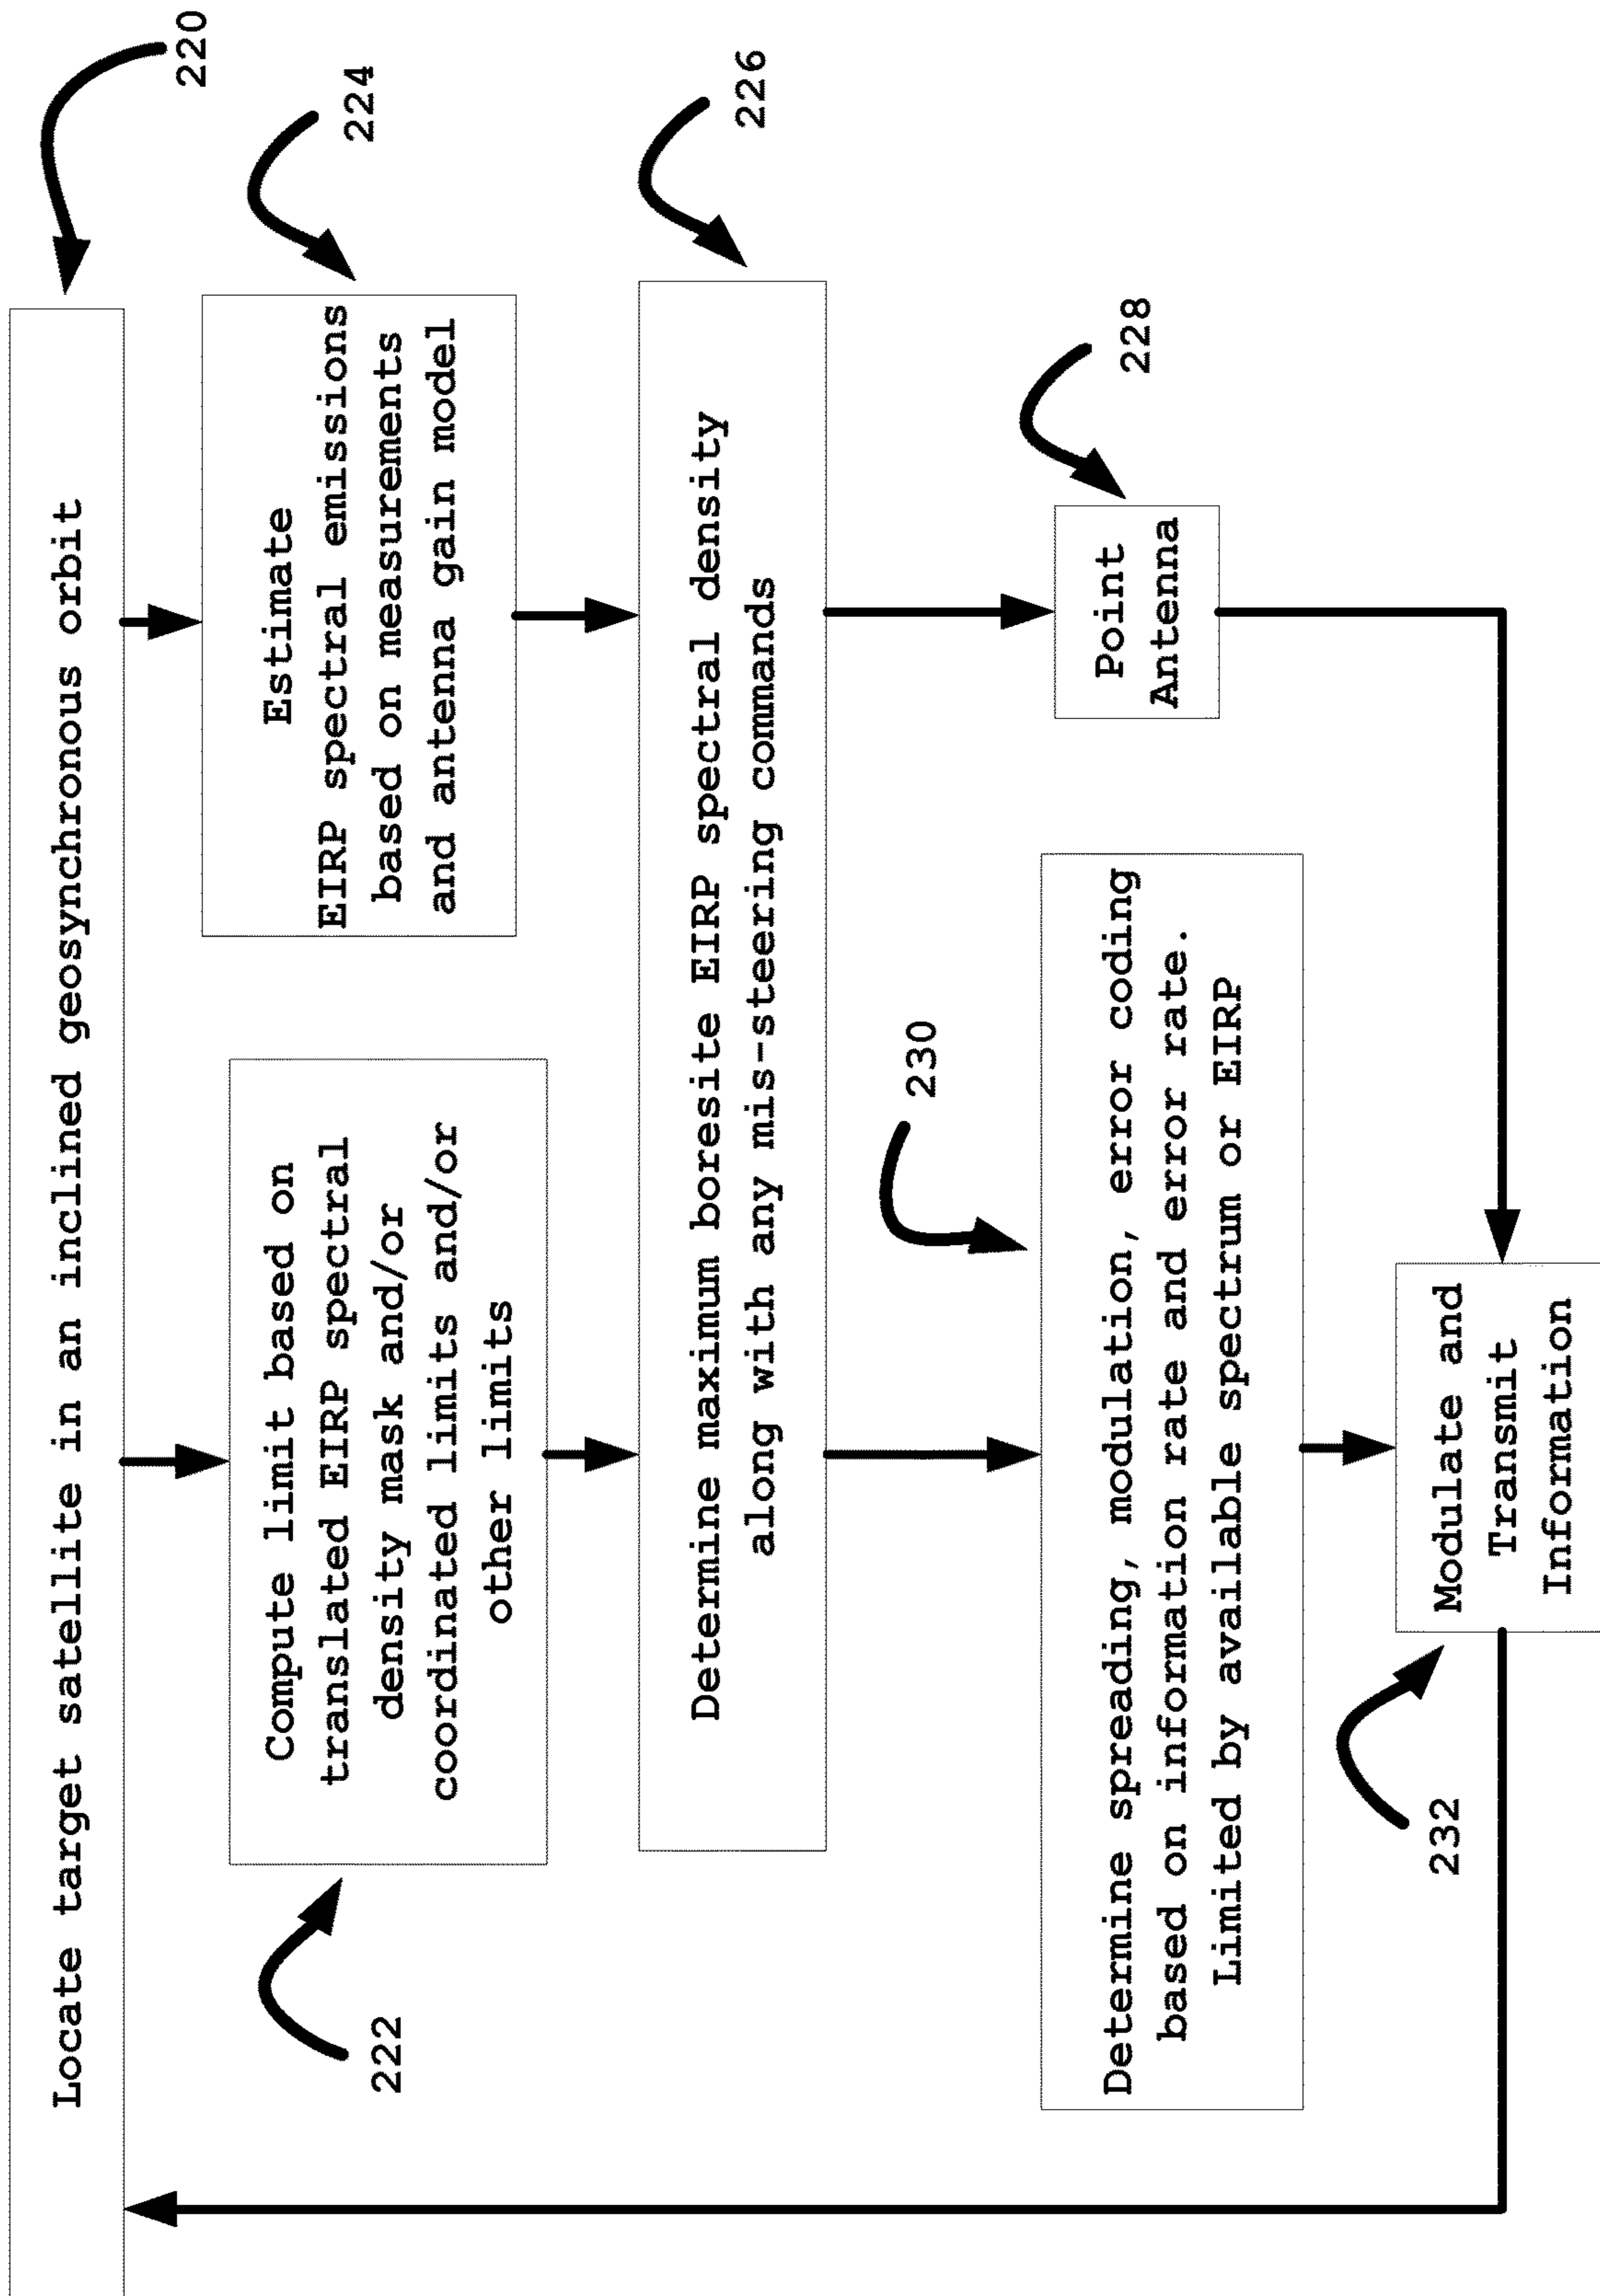 Locate target satellite in an inclined geosynchronous orbit
220
Compute limit based on
translated EIRP spectral
density mask and/or
coordinated limits and/or
other limits
222
Estimate
EIRP spectral emissions
based on measurements
and antenna gain model
224
Determine maximum boresite EIRP spectral density
along with any mis-steering commands
226
230
Determine spreading, modulation, error coding
based on information rate and error rate.
Limited by available spectrum or EIRP
Point
Antenna
228
232
Modulate and
Transmit
Information